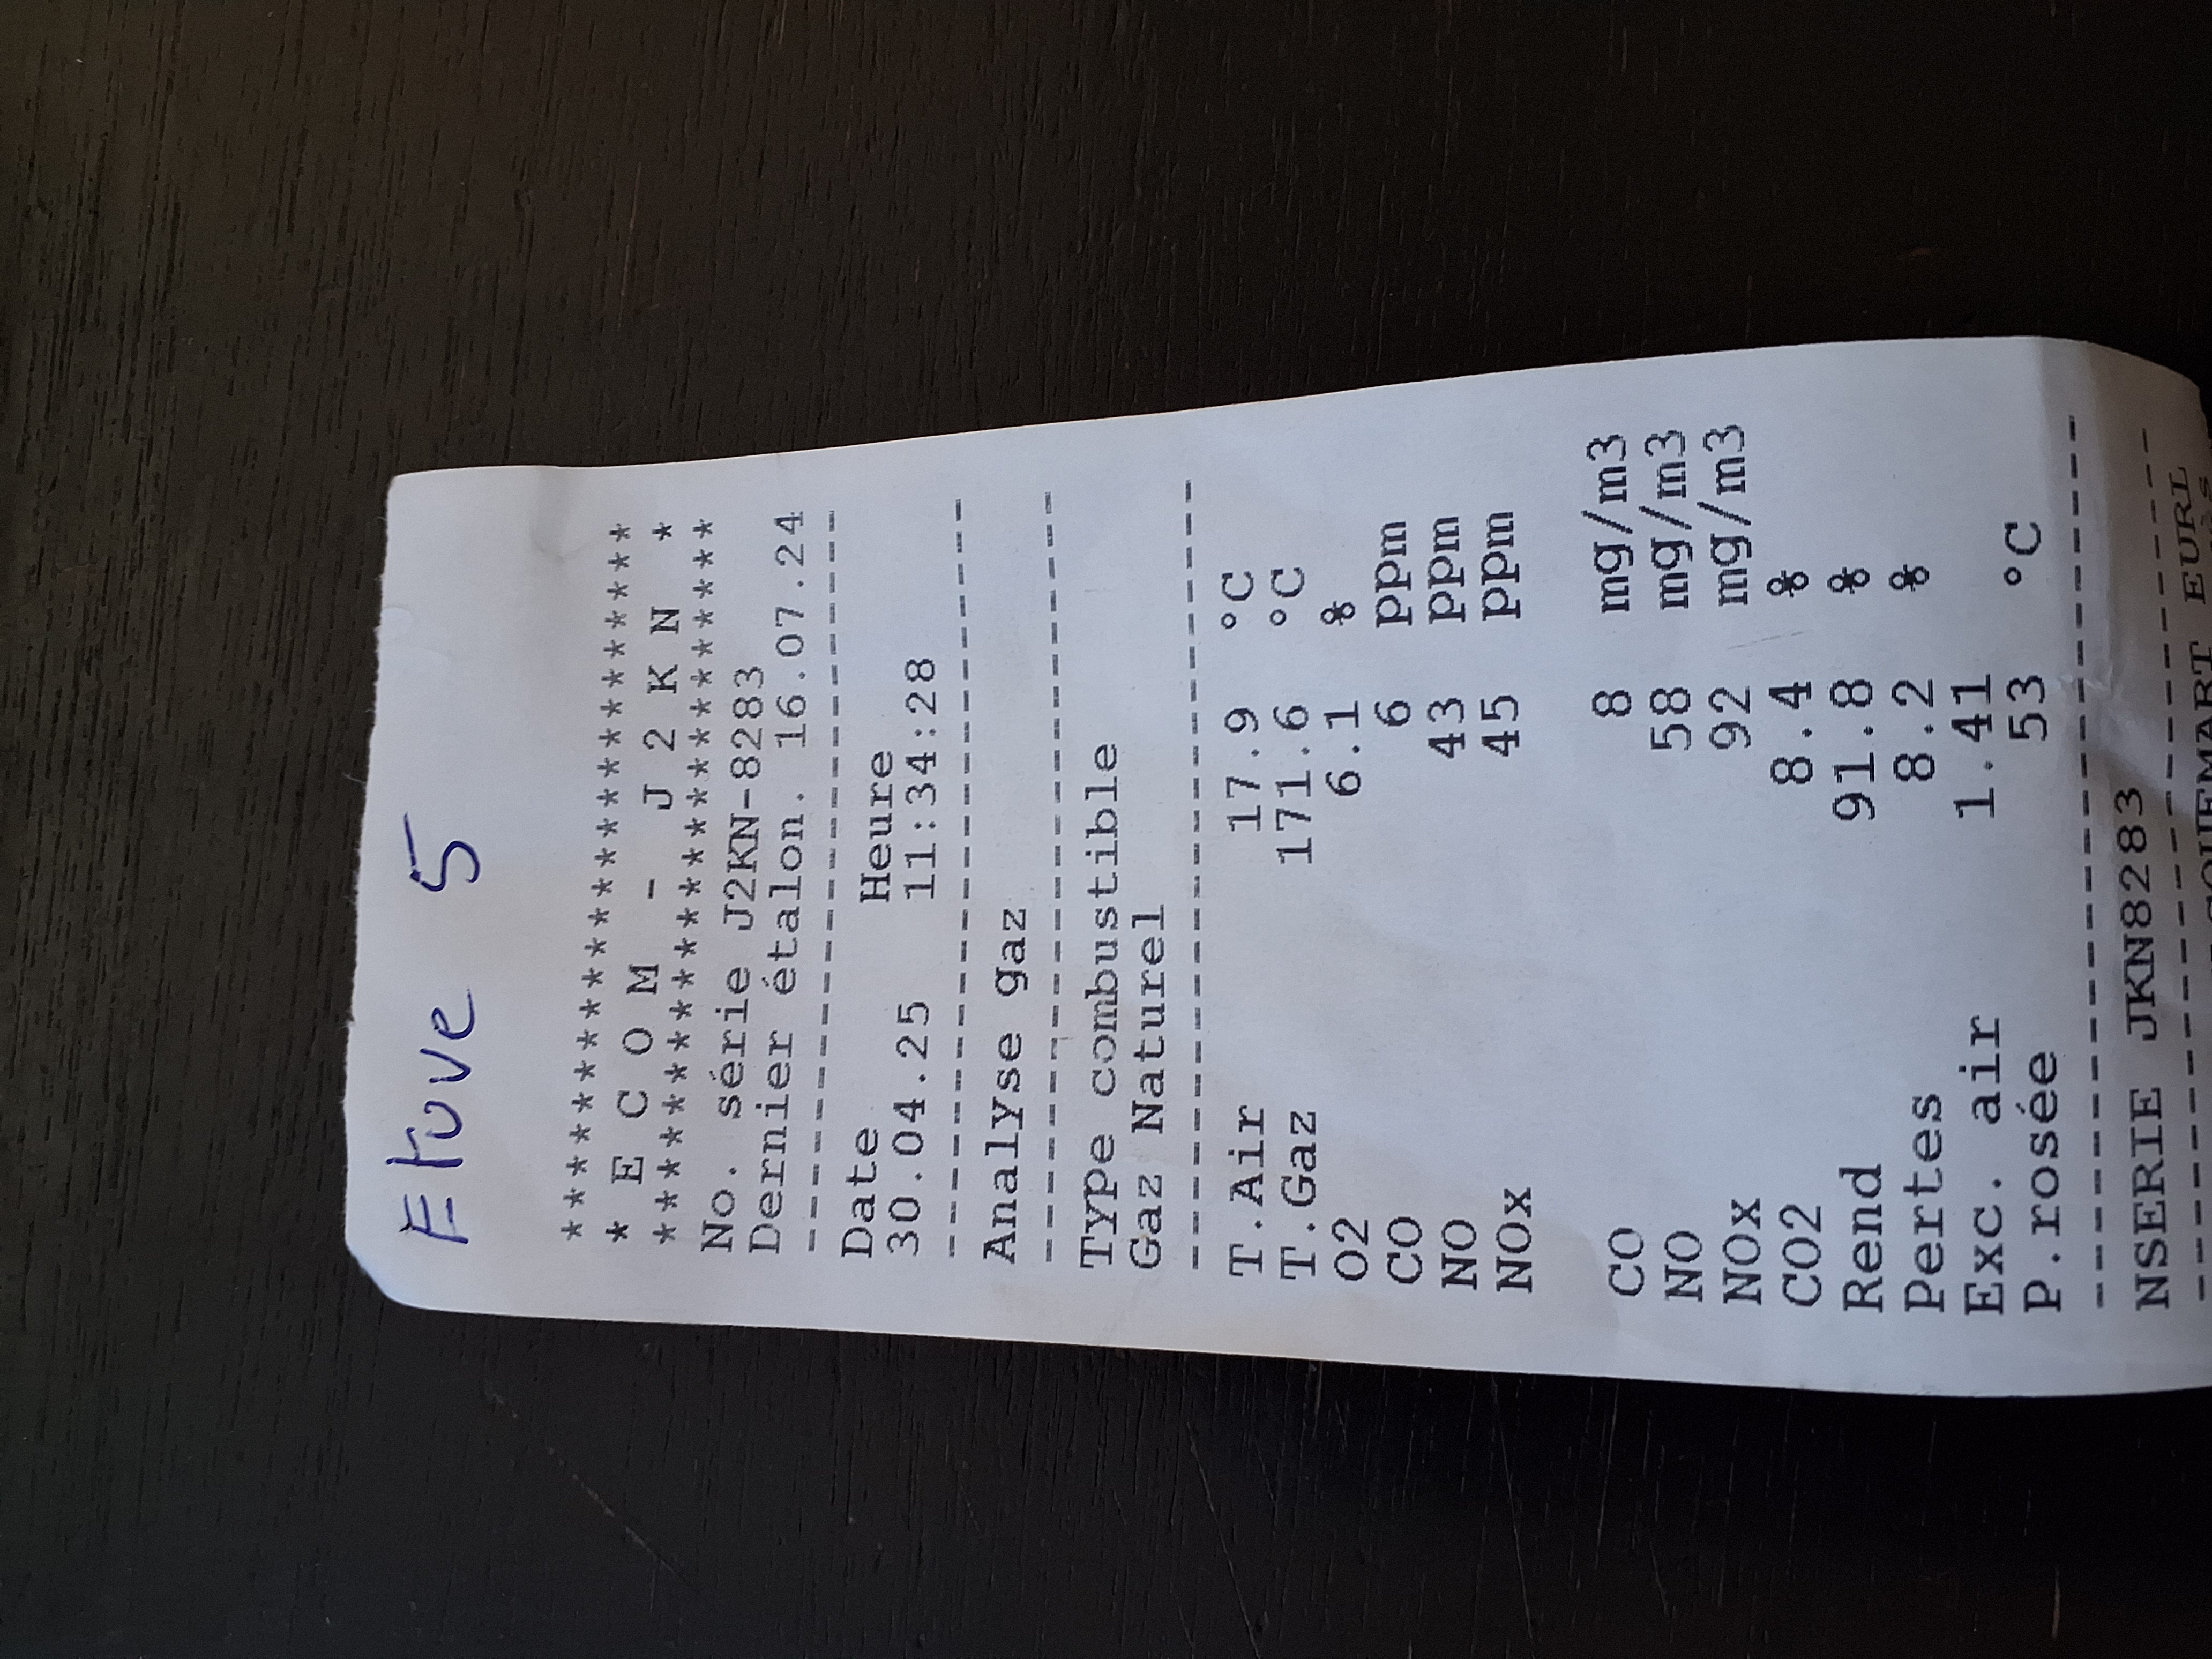 Etuve 5
*************************
* E C O M - J 2 K N *
*************************
No. série J2KN-8283
Dernier étalon. 16.07.24
------------------------
Date Heure
30.04.25 11:34:28
------------------------
Analyse gaz
------------------------
Type combustible
Gaz Naturel
------------------------
T.Air 17.9 °C
T.Gaz 171.6 °C
O2 6.1 %
CO 6 ppm
NO 43 ppm
NOx 45 ppm
CO 8 mg/m3
NO 58 mg/m3
NOx 92 mg/m3
CO2 8.4 %
Rend 91.8 %
Pertes 8.2 %
Exc. air 1.41
P.rosée 53 °C
------------------------
NSERIE JKN8283
------------------------
EURL